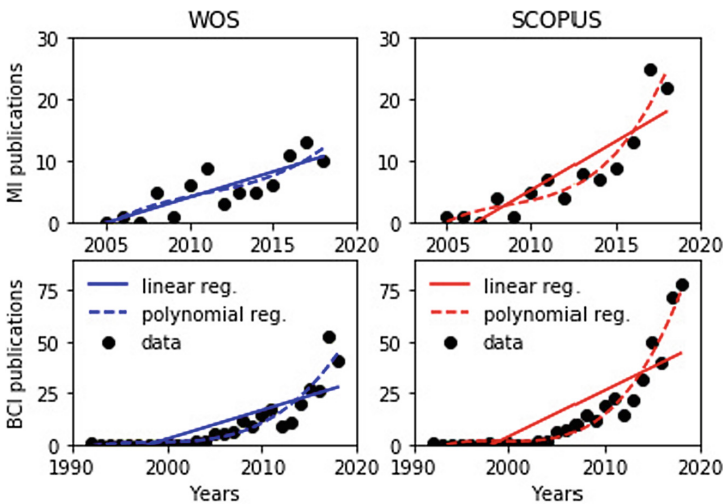 WOS
SCOPUS
MI publications
30
20
10
0
2005
2010
2015
2020
30
20
10
0
2005
2010
2015
2020
BCI publications
75
50
25
0
linear reg.
polynomial reg.
data
1990
2000
2010
2020
Years
75
50
25
0
linear reg.
polynomial reg.
data
1990
2000
2010
2020
Years